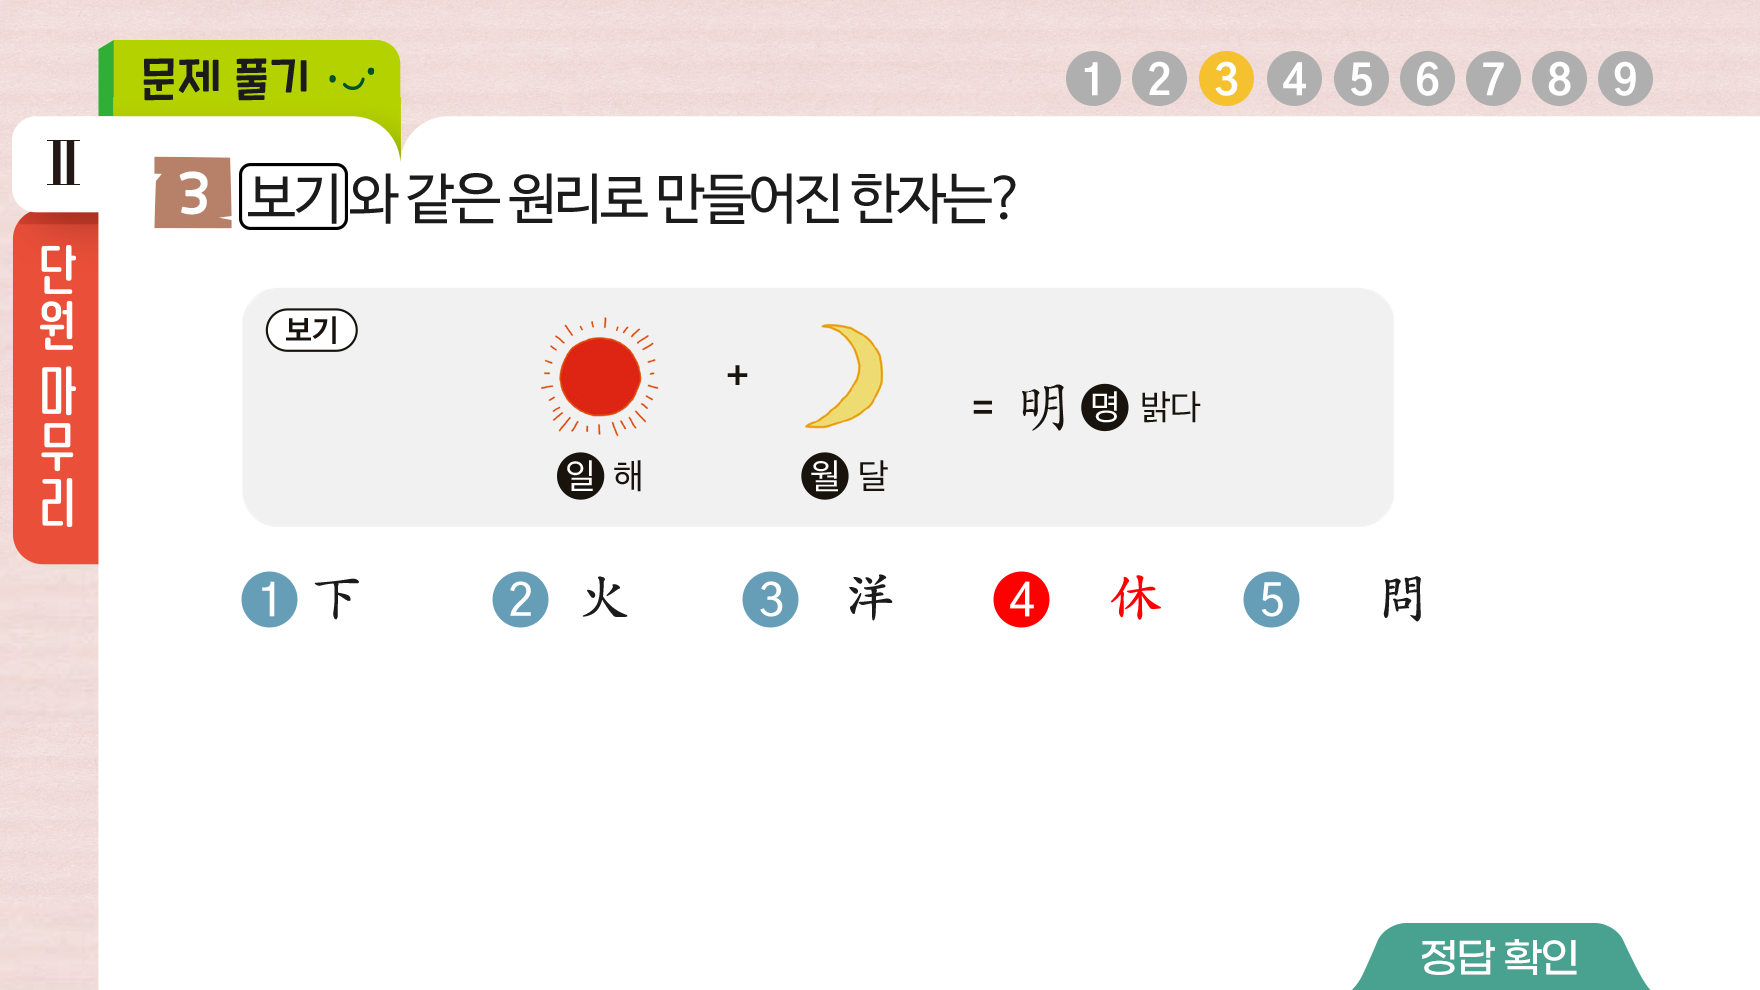 문제 풀기
1 2 3 4 5 6 7 8 9
Ⅱ
단원 마무리
3 보기와 같은 원리로 만들어진 한자는?
보기
+
= 明 명 밝다
일 해
월 달
1 下 2 火 3 洋 4 休 5 問
정답 확인